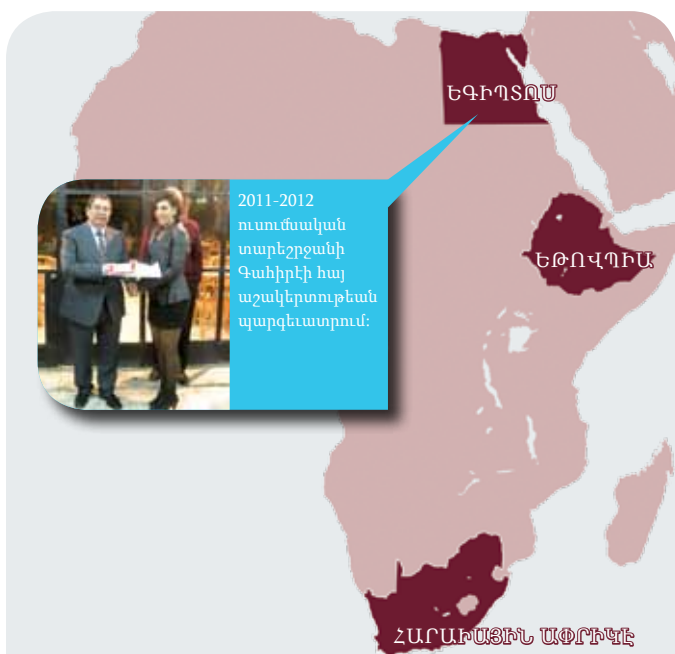 ԵԳԻՊՏՈՍ
2011-2012
ուսումնական
տարեշրջանի
Գահիրէի հայ
աշակերտութեան
պարգեւատրում:
ԵԹՈՎՊԻԱ
ՀԱՐԱՒԱՅԻՆ ԱՓՐԻԿԷ